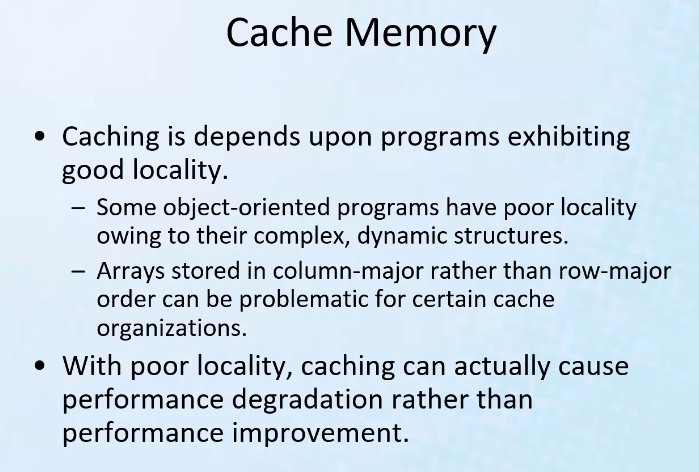 Cache Memory
• Caching is depends upon programs exhibiting
good locality.
– Some object-oriented programs have poor locality
owing to their complex, dynamic structures.
– Arrays stored in column-major rather than row-major
order can be problematic for certain cache
organizations.
• With poor locality, caching can actually cause
performance degradation rather than
performance improvement.